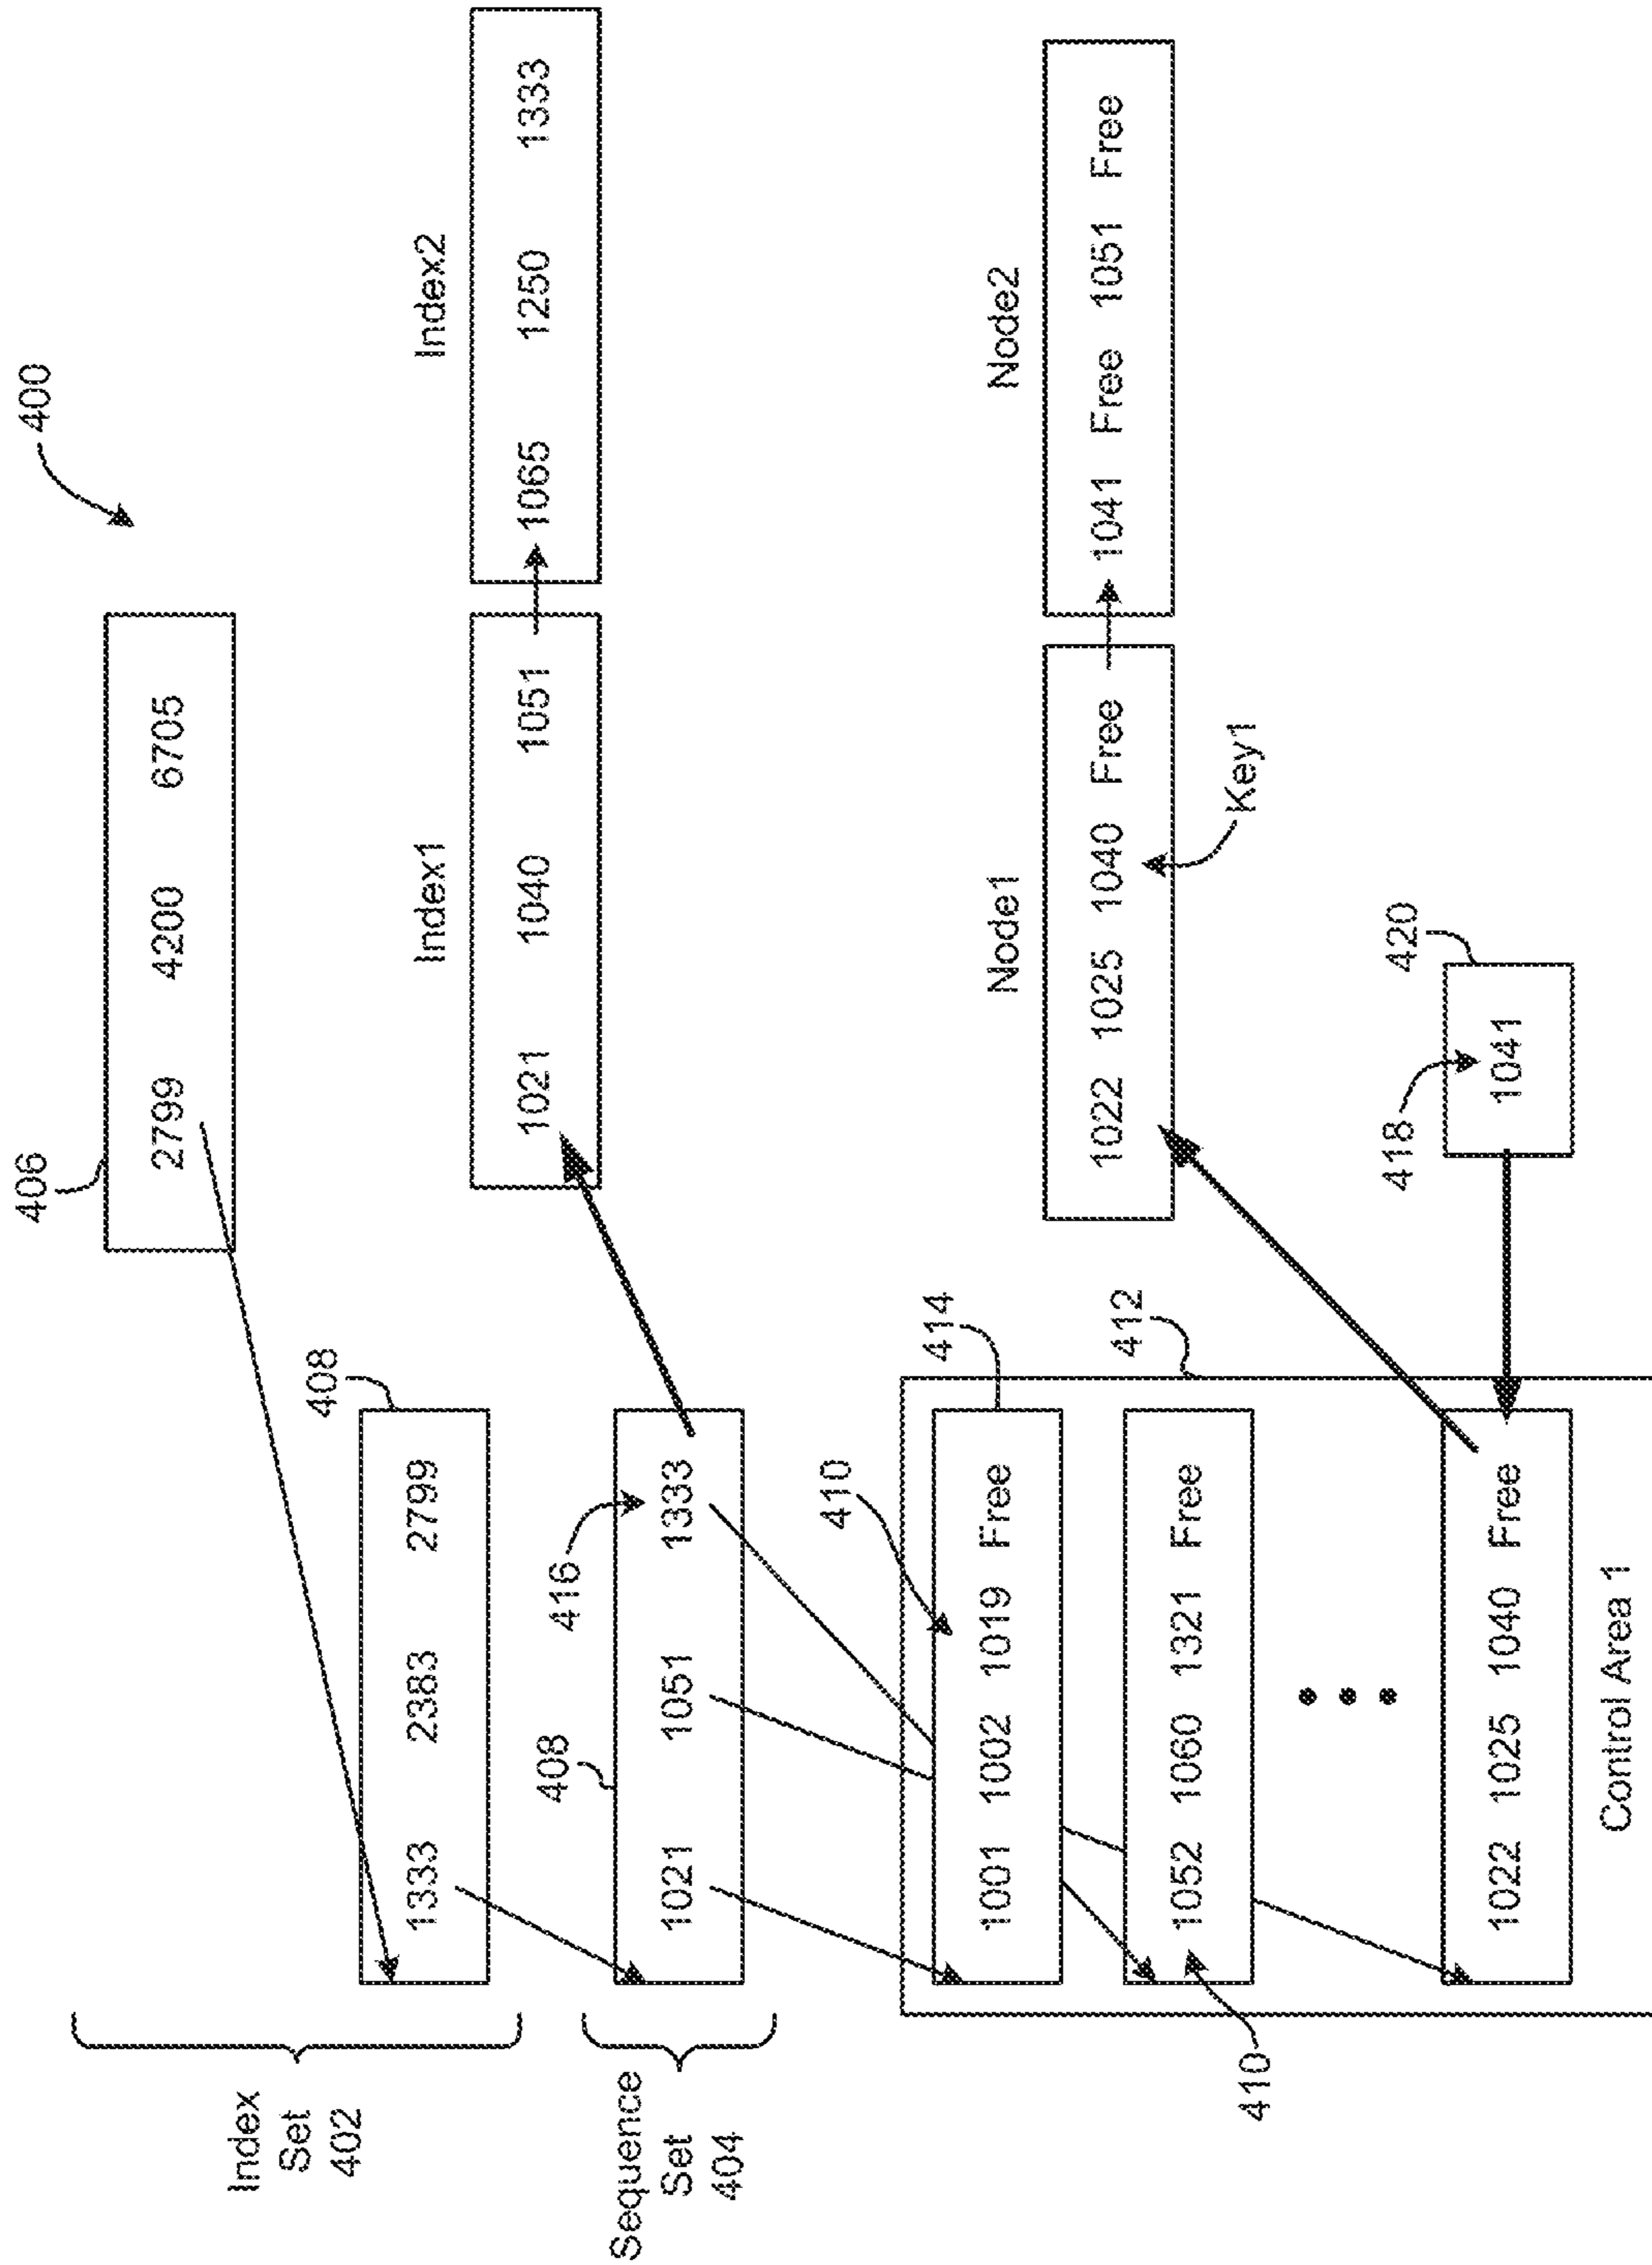 400
406
2799 4200 6705
Index
Set
402
408
1333 2383 2799
Index1
1021 1040 1051
Index2
1065 1250 1333
Sequence
Set
404
408
416
1021 1051 1333
410
414
412
1001 1002 1019 Free
410
1052 1060 1321 Free
Node1
1022 1025 1040 Free
Key1
Node2
1041 Free 1051 Free
418
420
1041
1022 1025 1040 Free
Control Area 1